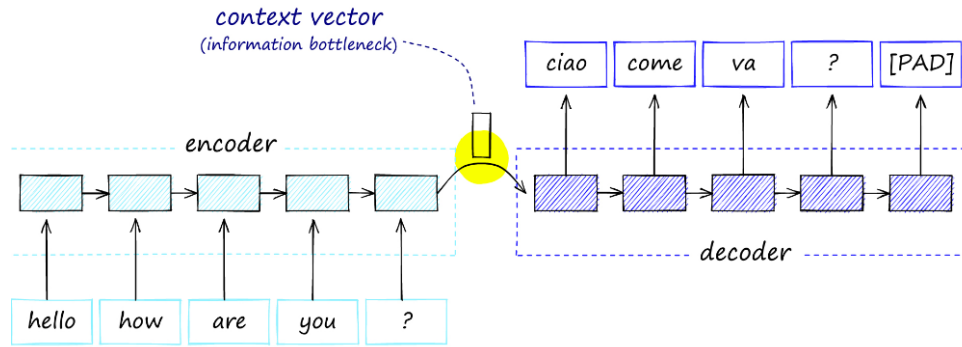 context vector
(information bottleneck)
ciao come va ? [PAD]
encoder
decoder
hello how are you ?